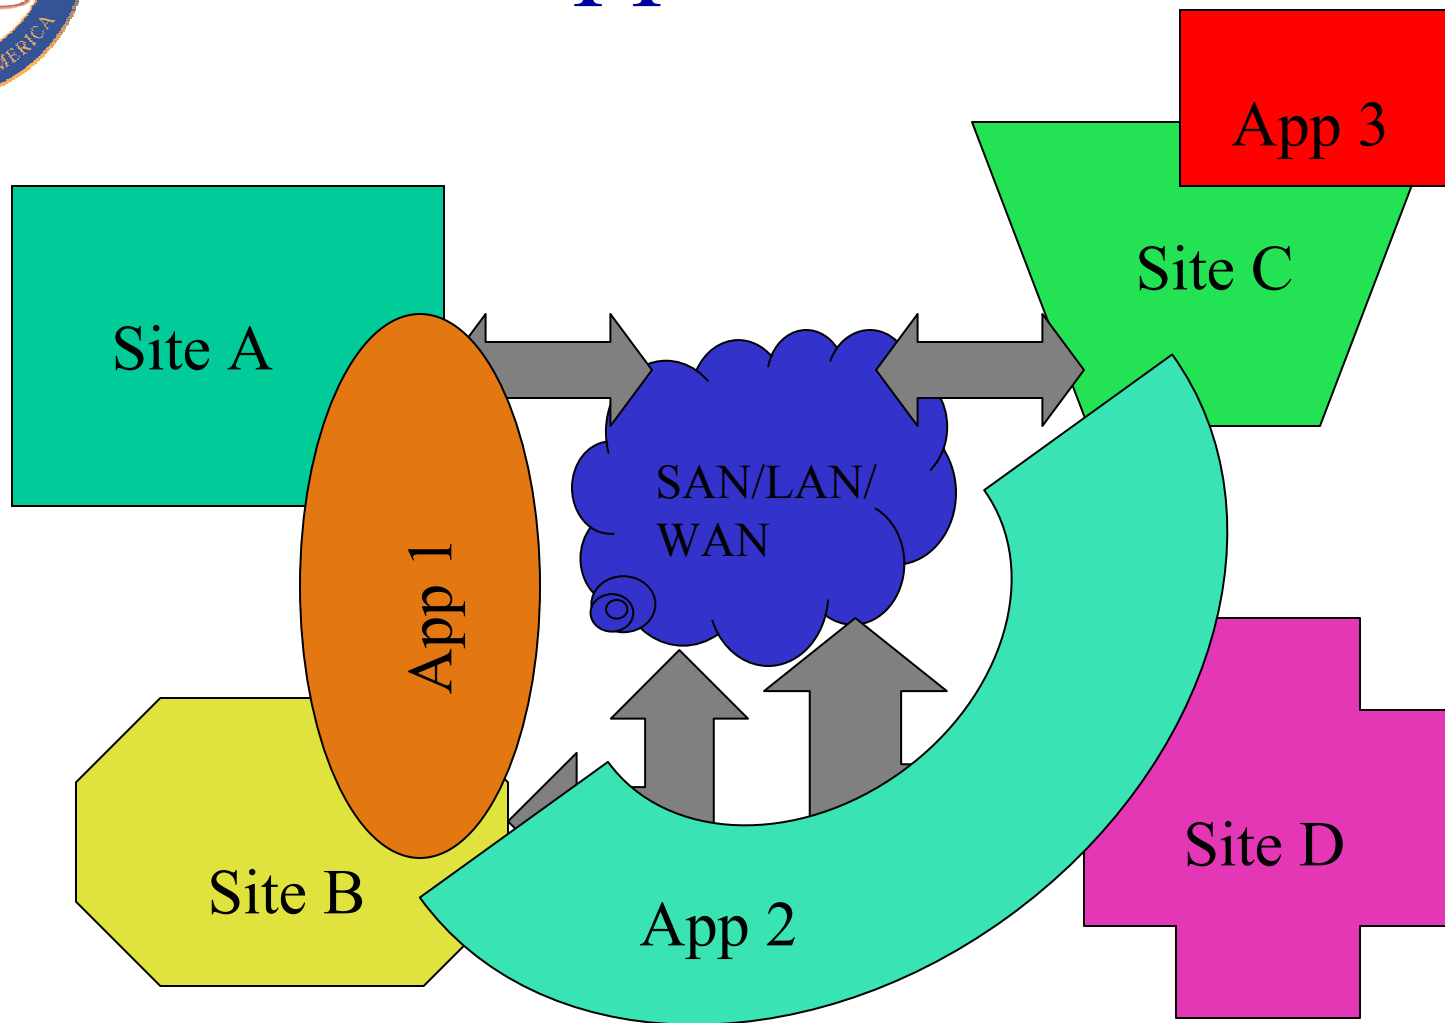 App 3
Site C
Site A
SAN/LAN/
WAN
App 1
Site D
Site B
App 2